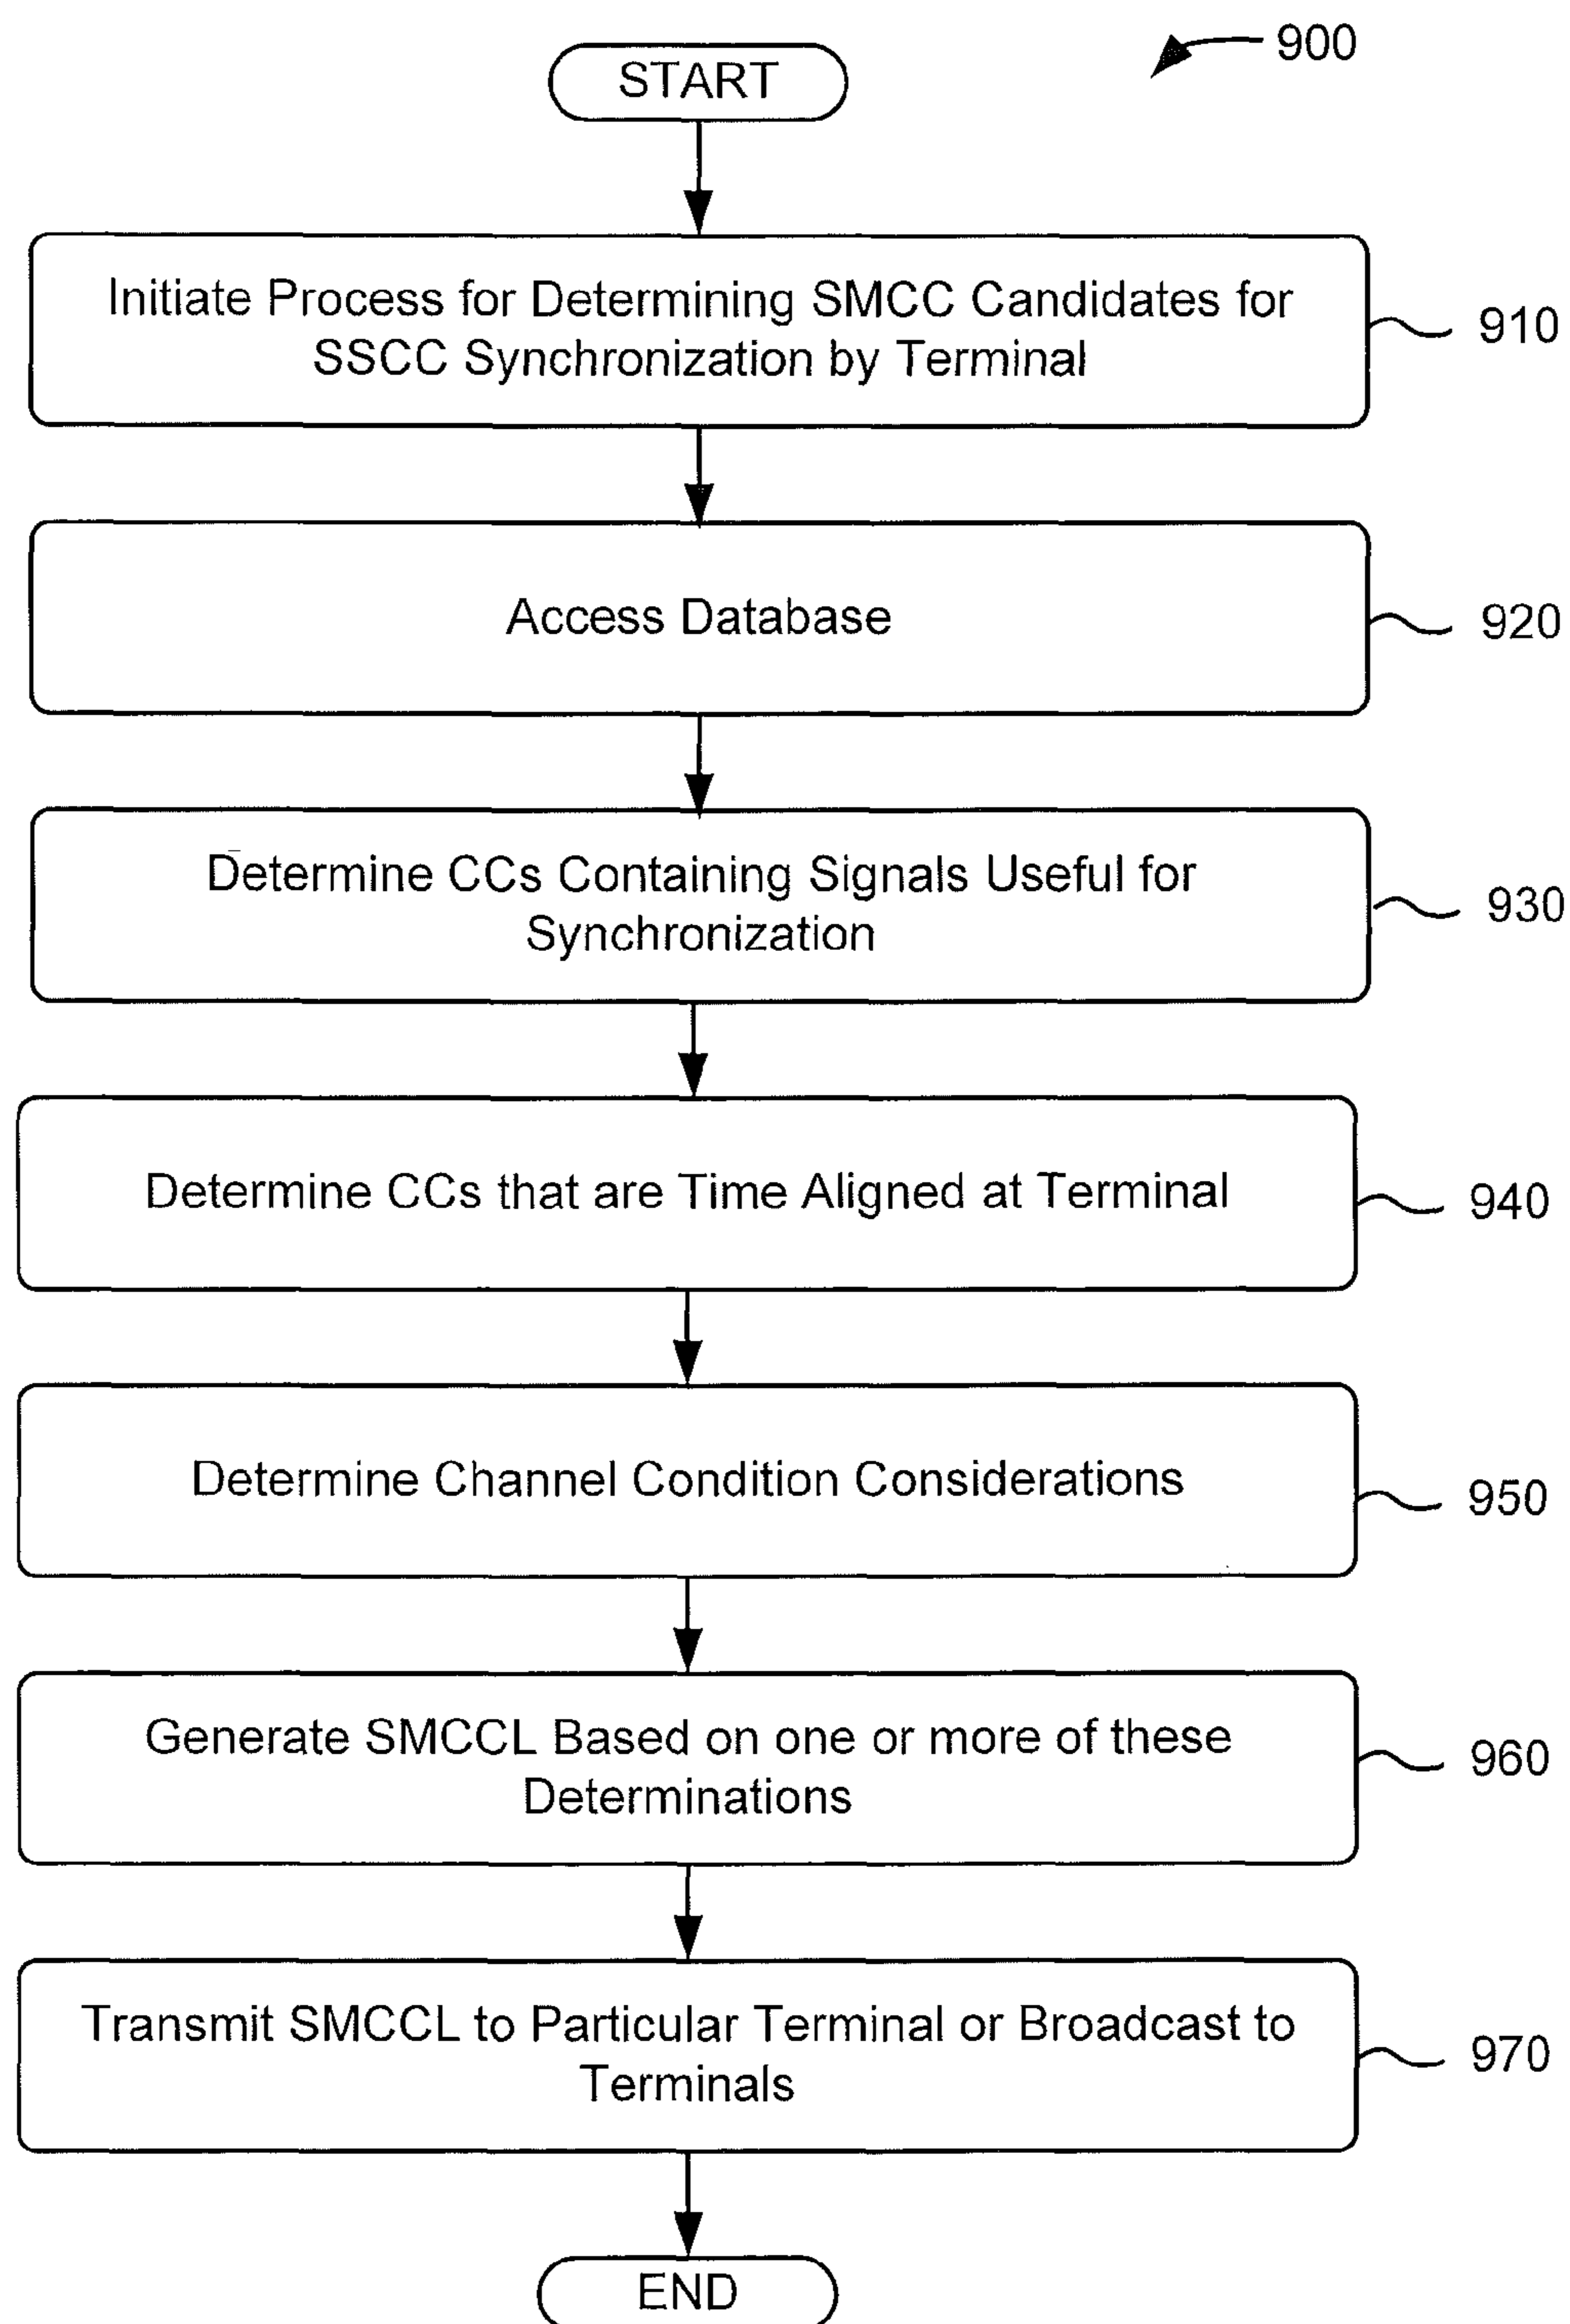 900
START
Initiate Process for Determining SMCC Candidates for
SSCC Synchronization by Terminal
910
Access Database
920
Determine CCs Containing Signals Useful for
Synchronization
930
Determine CCs that are Time Aligned at Terminal
940
Determine Channel Condition Considerations
950
Generate SMCCL Based on one or more of these
Determinations
960
Transmit SMCCL to Particular Terminal or Broadcast to
Terminals
970
END